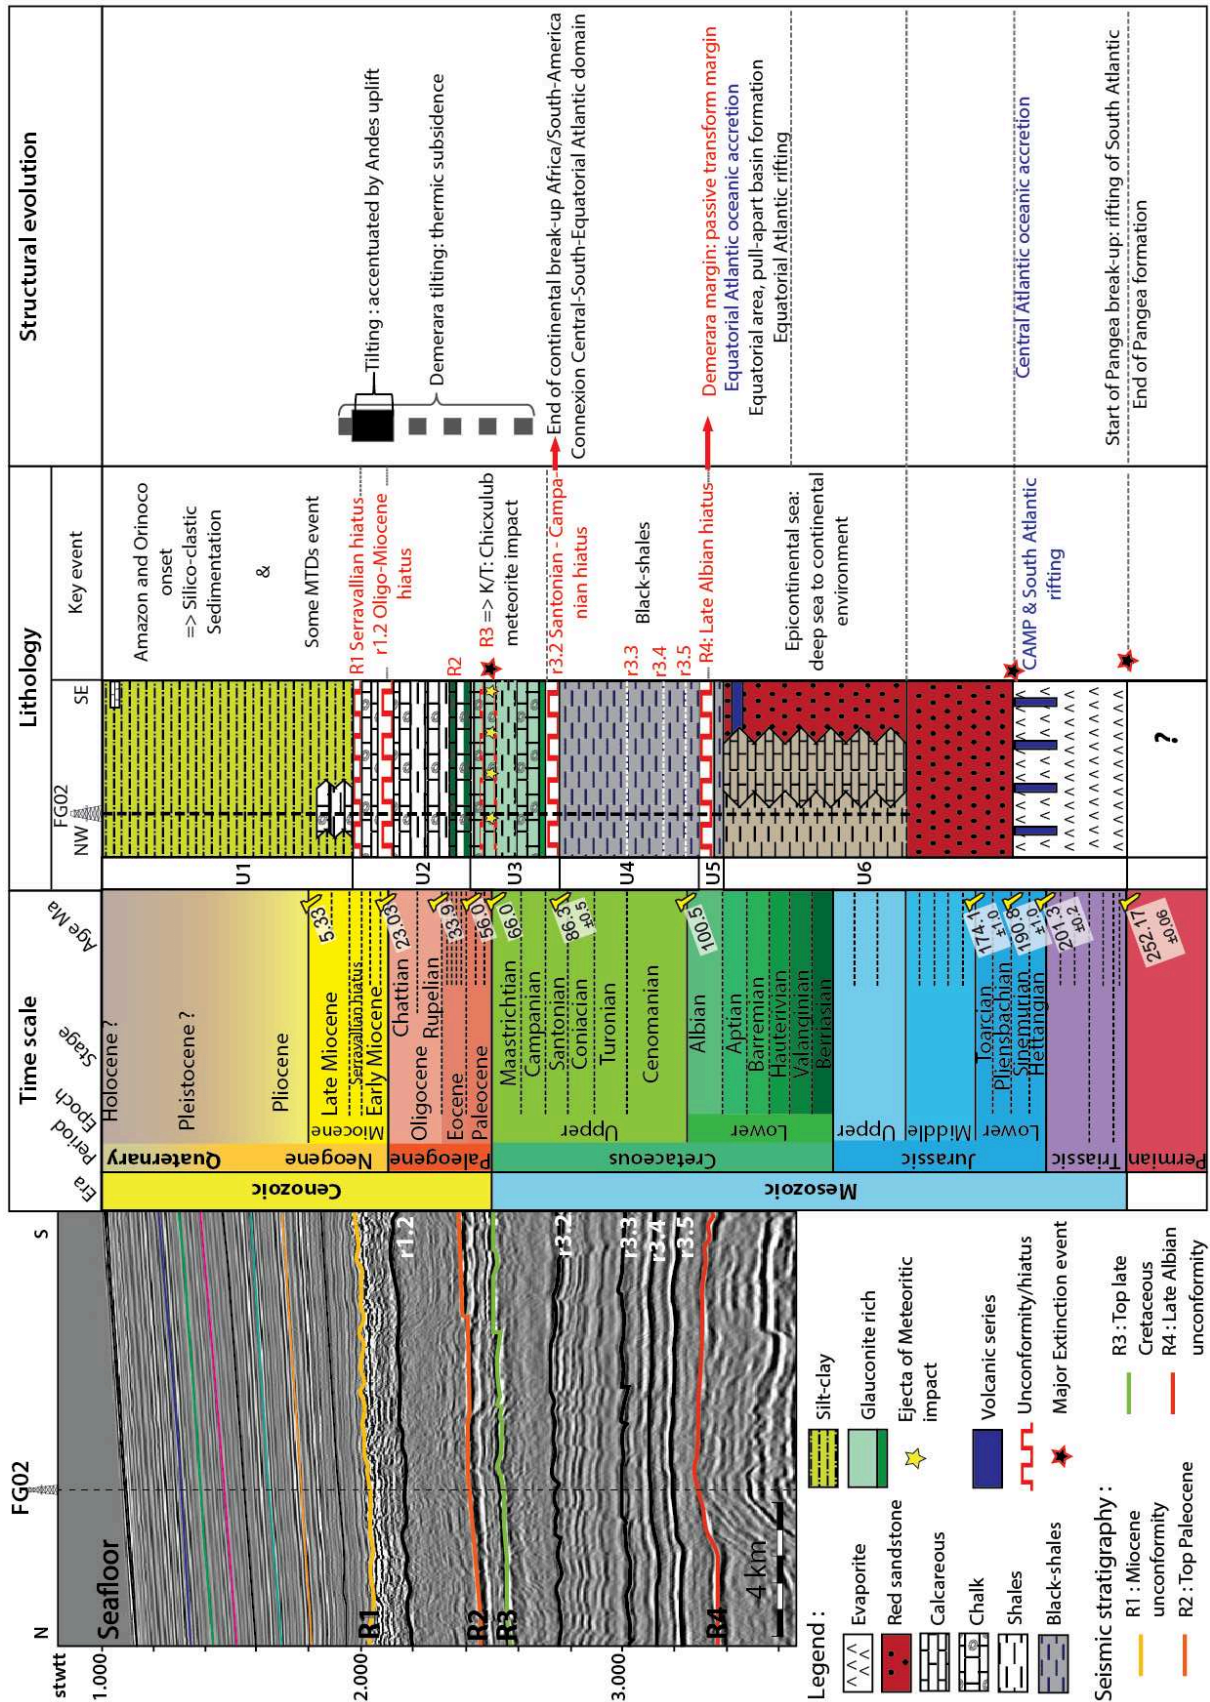 FG02
N
S
stwtt
1.000
2.000
3.000
Seafloor
R1
R2
R3
R4
r1.2
r3.2
r3.3
r3.4
r3.5
4 km
Time scale
Era
Period
Epoch
Stage
Age Ma
Cenozoic
Mesozoic
Quaternary
Neogene
Paleogene
Cretaceous
Jurassic
Triassic
Permian
Holocene ?
Pleistocene ?
Pliocene
Miocene
Late Miocene
Serravalian hiatus
Early Miocene
Oligocene
Chattian
Rupelian
Eocene
Paleocene
Upper
Maastrichtian
Campanian
Santonian
Coniacian
Turonian
Cenomanian
Lower
Albian
Aptian
Barremian
Hauterivian
Valanginian
Berriasian
Upper
Middle
Lower
Toarcian
Pliensbachian
Sinemurian
Hettangian
5.33
23.03
33.9
56.0
66.0
86.3
±0.5
100.5
174.1
±1.0
190.8
±1.0
201.3
±0.2
252.17
±0.06
Lithology
FG02
NW
SE
Key event
U1
U2
U3
U4
U5
U6
?
Amazon and Orinoco
onset
=> Silico-clastic
Sedimentation
&
Some MTDs event
R1 Serravallian hiatus
r1.2 Oligo-Miocene
hiatus
R2
R3 => K/T: Chicxulub
meteorite impact
r3.2 Santonian - Campa-
nian hiatus
Black-shales
r3.3
r3.4
r3.5
R4: Late Albian hiatus
Epicontinental sea:
deep sea to continental
environment
CAMP & South Atlantic
rifting
Structural evolution
Tilting : accentuated by Andes uplift
Demerara tilting: thermic subsidence
End of continental break-up Africa/South-America
Connexion Central-South-Equatorial Atlantic domain
Demerara margin: passive transform margin
Equatorial Atlantic oceanic accretion
Equatorial area, pull-apart basin formation
Equatorial Atlantic rifting
Central Atlantic oceanic accretion
Start of Pangea break-up: rifting of South Atlantic
End of Pangea formation
Legend :
Evaporite
Red sandstone
Calcareous
Chalk
Shales
Black-shales
Silt-clay
Glauconite rich
Ejecta of Meteoritic
impact
Volcanic series
Unconformity/hiatus
Major Extinction event
Seismic stratigraphy :
R1 : Miocene
unconformity
R2 : Top Paleocene
R3 : Top late
Cretaceous
R4 : Late Albian
unconformity